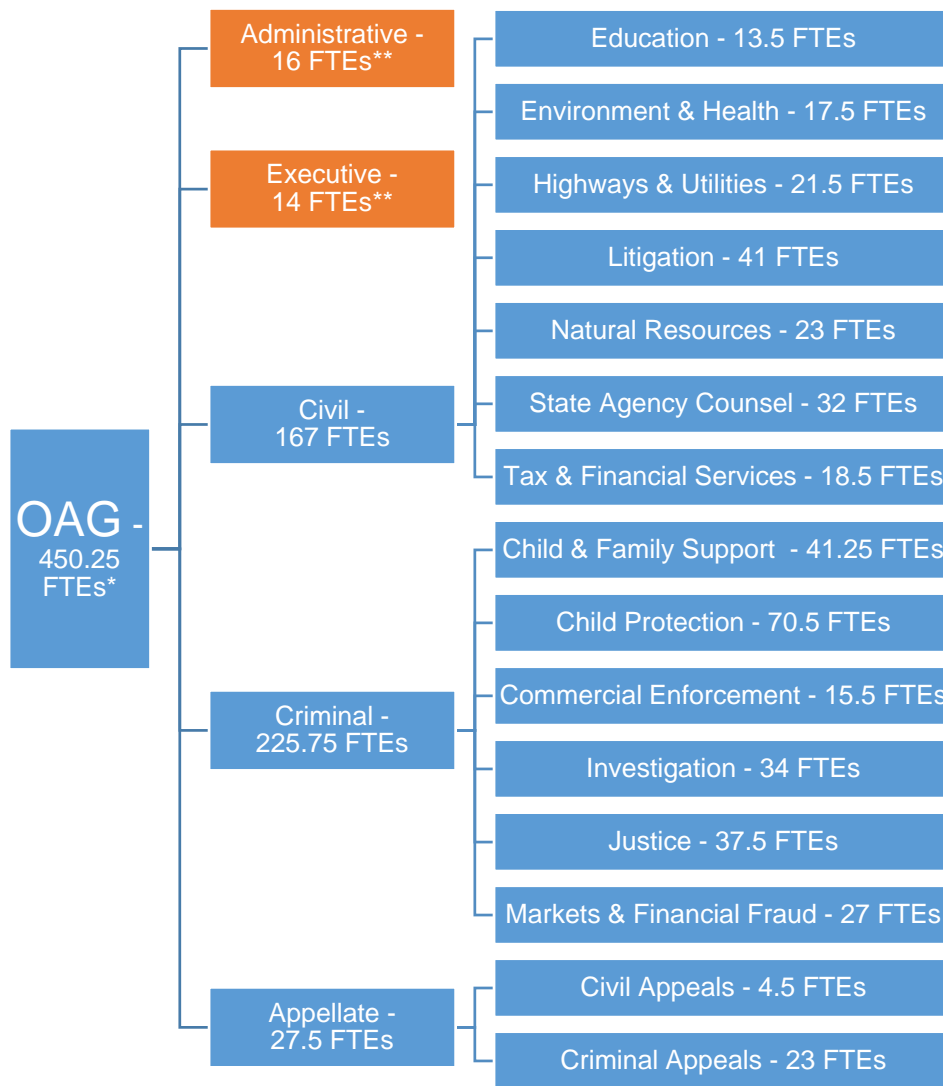 OAG -
450.25
FTEs*
Administrative -
16 FTEs**
Executive -
14 FTEs**
Civil -
167 FTEs
Education - 13.5 FTEs
Environment & Health - 17.5 FTEs
Highways & Utilities - 21.5 FTEs
Litigation - 41 FTEs
Natural Resources - 23 FTEs
State Agency Counsel - 32 FTEs
Tax & Financial Services - 18.5 FTEs
Criminal -
225.75 FTEs
Child & Family Support - 41.25 FTEs
Child Protection - 70.5 FTEs
Commercial Enforcement - 15.5 FTEs
Investigation - 34 FTEs
Justice - 37.5 FTEs
Markets & Financial Fraud - 27 FTEs
Appellate -
27.5 FTEs
Civil Appeals - 4.5 FTEs
Criminal Appeals - 23 FTEs